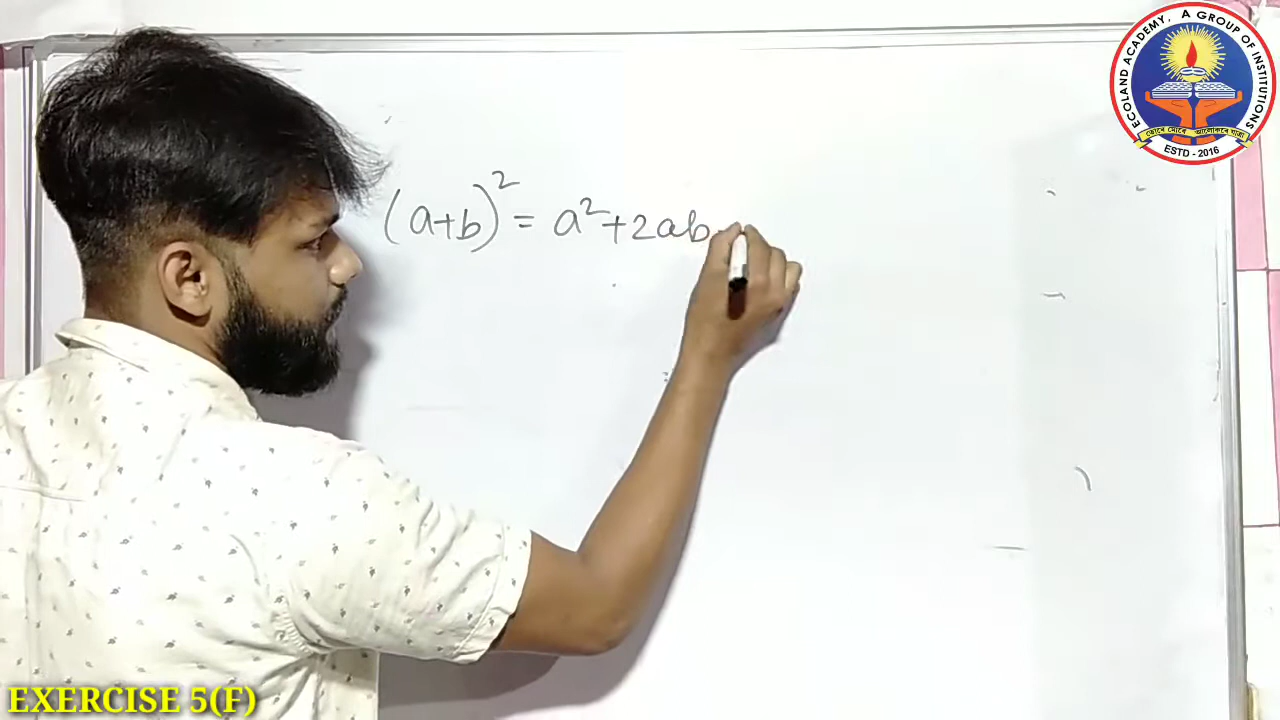 ECOLAND ACADEMY, A GROUP OF INSTITUTIONS
ESTD - 2016
(a+b)² = a²+2ab
EXERCISE 5(F)